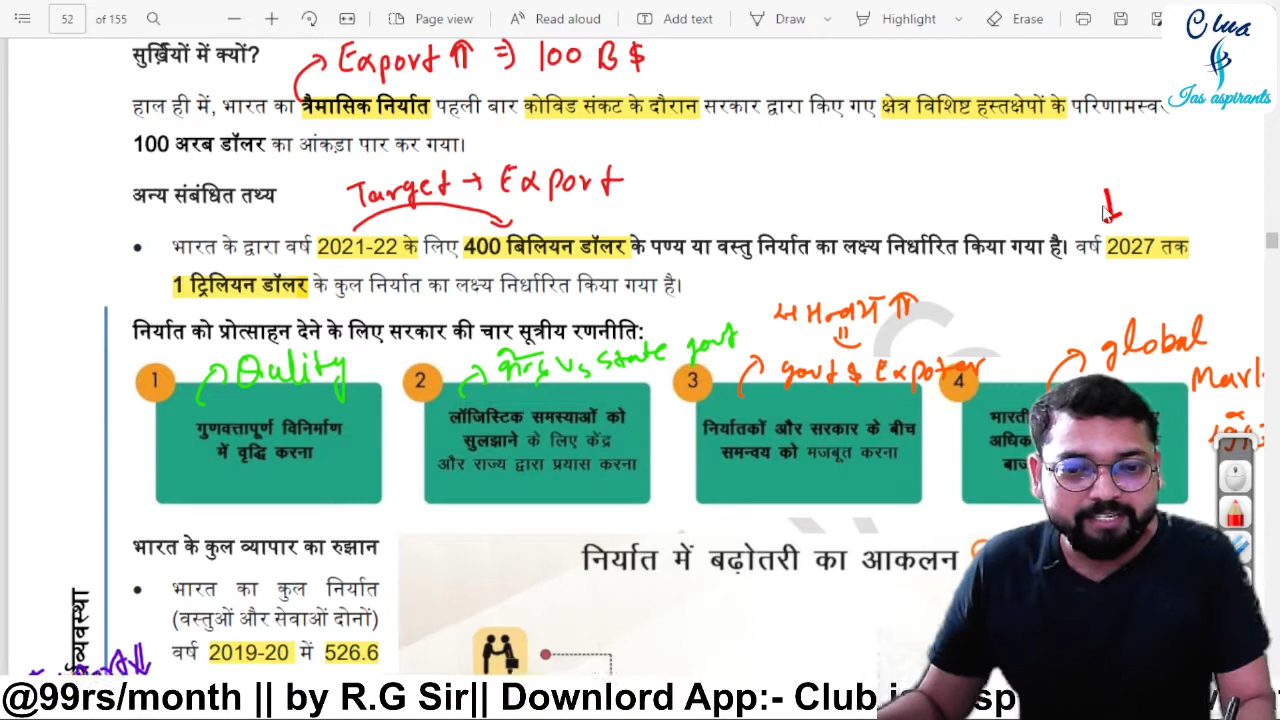 52 of 155
Page view
Read aloud
Add text
Draw
Highlight
Erase
Club
Ias aspirants
सुर्ख़ियों में क्यों?
Export ⇑ ⇒ 100 B $
हाल ही में, भारत का त्रैमासिक निर्यात पहली बार कोविड संकट के दौरान सरकार द्वारा किए गए क्षेत्र विशिष्ट हस्तक्षेपों के
100 अरब डॉलर का आंकड़ा पार कर गया।
Target → Export
अन्य संबंधित तथ्य
• भारत के द्वारा वर्ष 2021-22 के लिए 400 बिलियन डॉलर के पण्य या वस्तु निर्यात का लक्ष्य निर्धारित किया गया है। वर्ष 2027 तक
1 ट्रिलियन डॉलर के कुल निर्यात का लक्ष्य निर्धारित किया गया है।
निर्यात को प्रोत्साहन देने के लिए सरकार की चार सूत्रीय रणनीति:
Quality
केन्द्र vs State govt
समन्वय ⇑
govt $ Exporter
global
1
गुणवत्तापूर्ण विनिर्माण
में वृद्धि करना
2
लॉजिस्टिक समस्याओं को
सुलझाने के लिए केंद्र
और राज्य द्वारा प्रयास करना
3
निर्यातकों और सरकार के बीच
समन्वय को मजबूत करना
4
भारत के कुल व्यापार का रुझान
• भारत का कुल निर्यात
(वस्तुओं और सेवाओं दोनों)
वर्ष 2019-20 में 526.6
निर्यात में बढ़ोतरी का आकलन
@99rs/month || by R.G Sir|| Downlord App:- Club